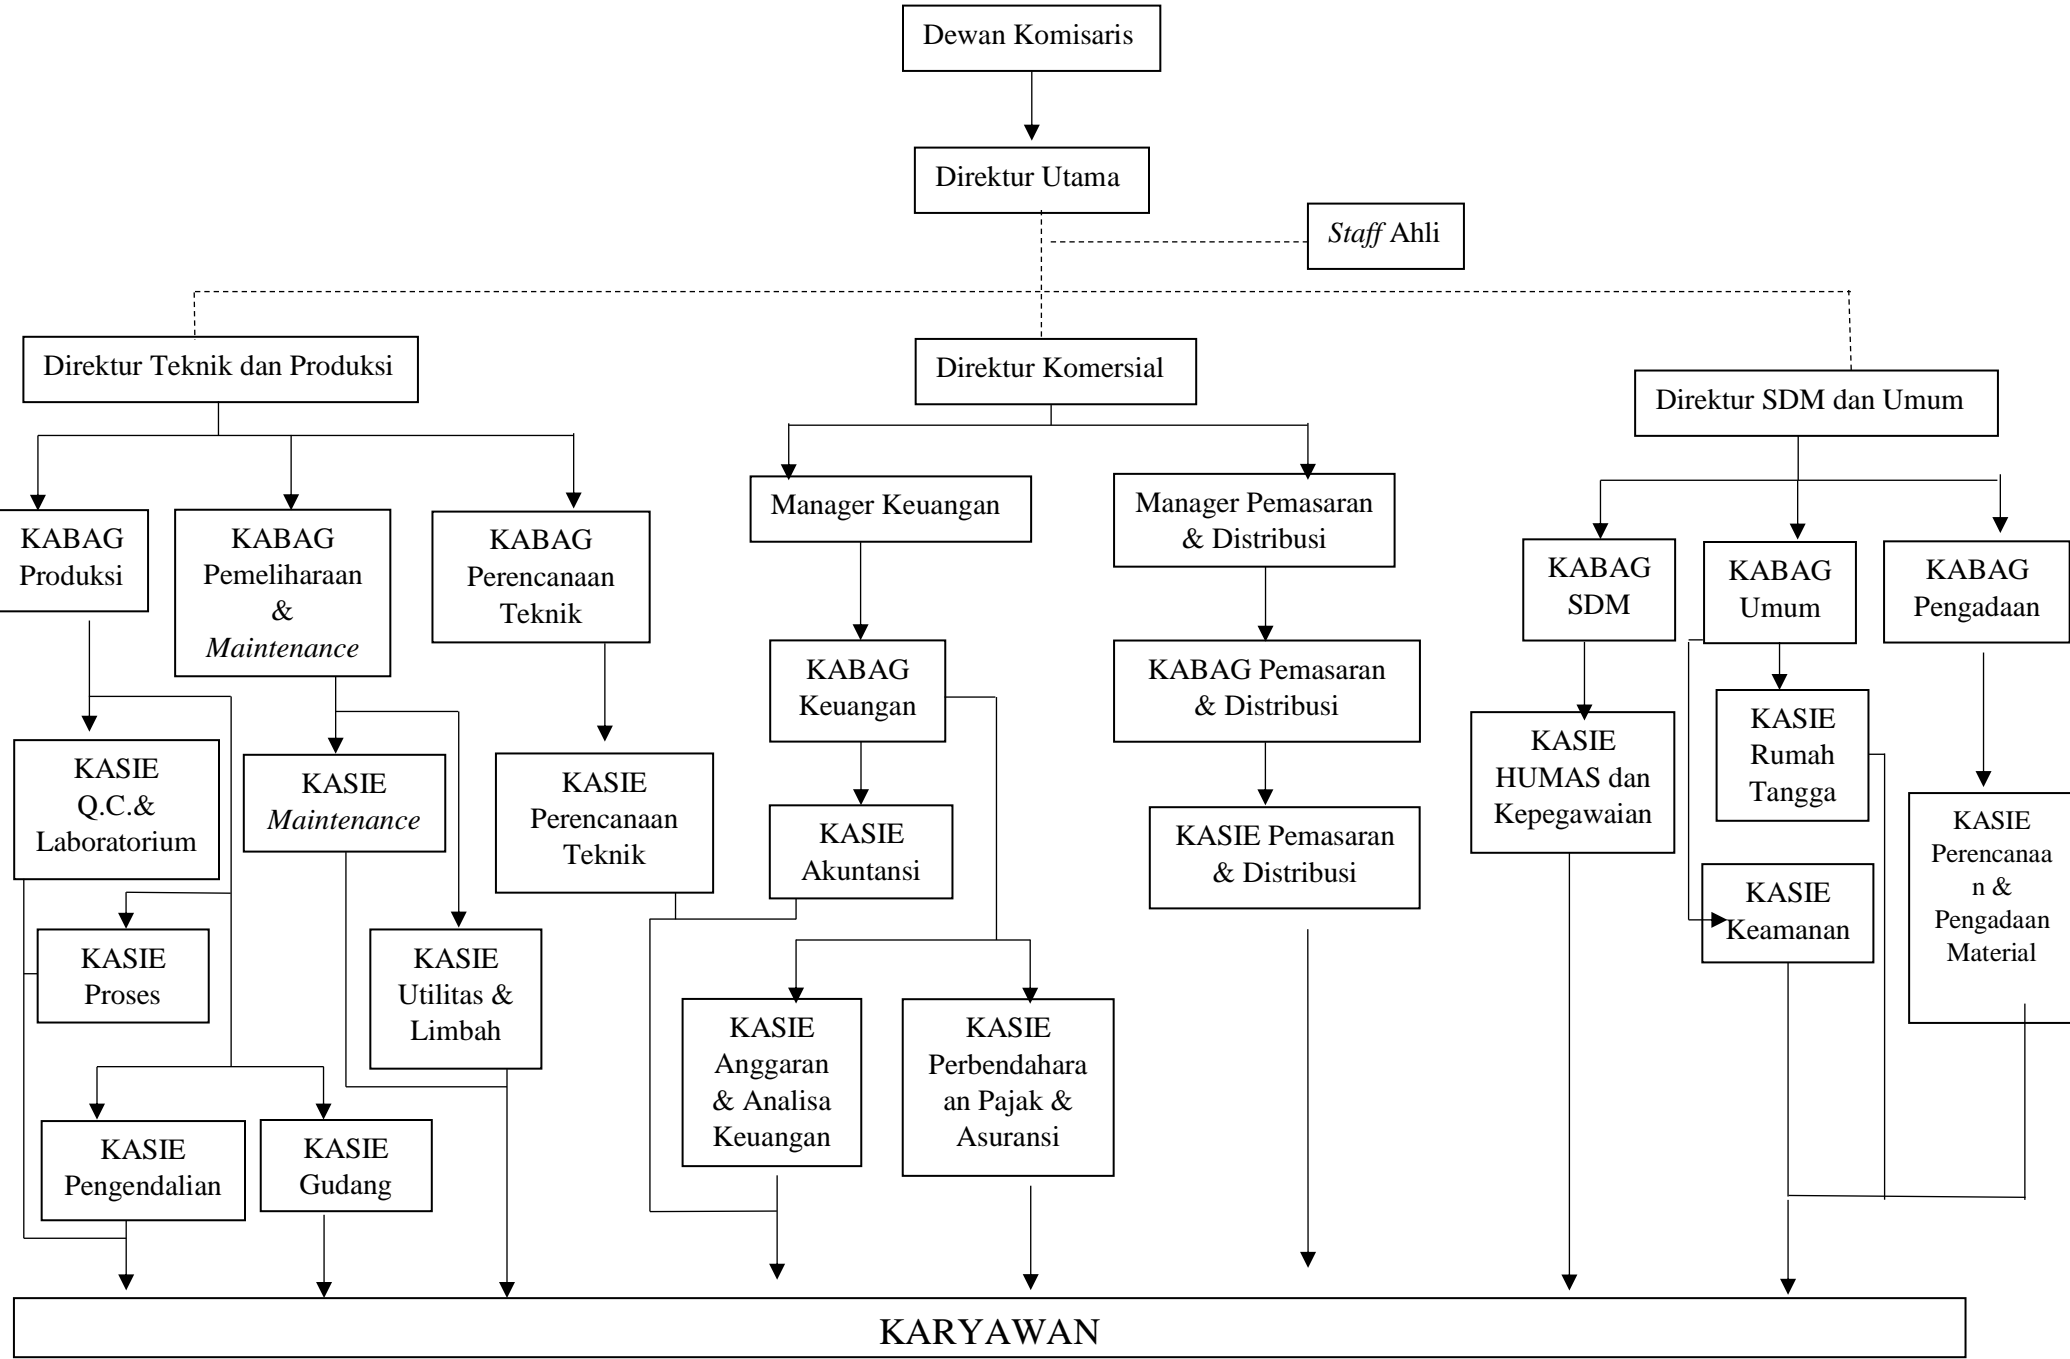 Dewan Komisaris
Direktur Utama
Staff Ahli
Direktur Teknik dan Produksi
Direktur Komersial
Direktur SDM dan Umum
KABAG
Produksi
KABAG
Pemeliharaan
&
Maintenance
KABAG
Perencanaan
Teknik
Manager Keuangan
Manager Pemasaran
& Distribusi
KABAG
SDM
KABAG
Umum
KABAG
Pengadaan
KABAG
Keuangan
KABAG Pemasaran
& Distribusi
KASIE
Q.C.&
Laboratorium
KASIE
Maintenance
KASIE
Perencanaan
Teknik
KASIE
Akuntansi
KASIE Pemasaran
& Distribusi
KASIE
HUMAS dan
Kepegawaian
KASIE
Rumah
Tangga
KASIE
Perencanaa
n &
Pengadaan
Material
KASIE
Keamanan
KASIE
Proses
KASIE
Utilitas &
Limbah
KASIE
Anggaran
& Analisa
Keuangan
KASIE
Perbendahara
an Pajak &
Asuransi
KASIE
Pengendalian
KASIE
Gudang
KARYAWAN